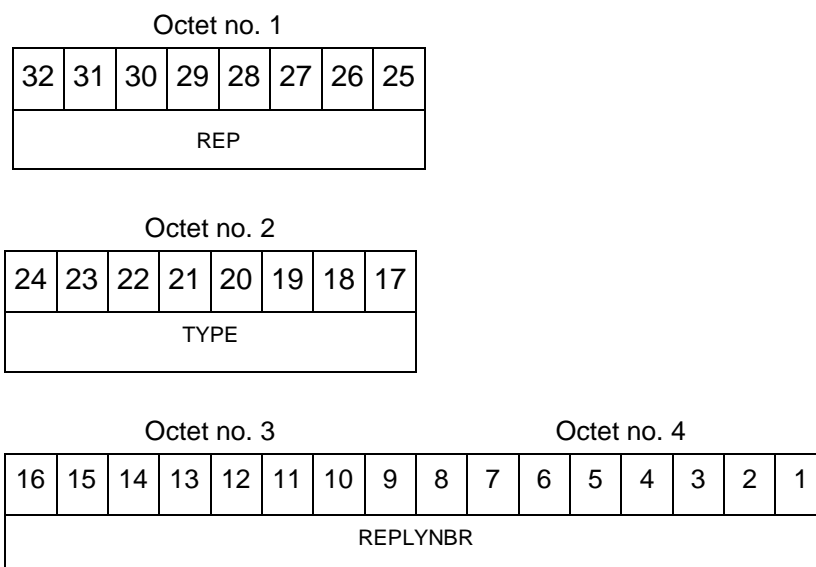 Octet no. 1
32 31 30 29 28 27 26 25
REP
Octet no. 2
24 23 22 21 20 19 18 17
TYPE
Octet no. 3 Octet no. 4
16 15 14 13 12 11 10 9 8 7 6 5 4 3 2 1
REPLYNBR